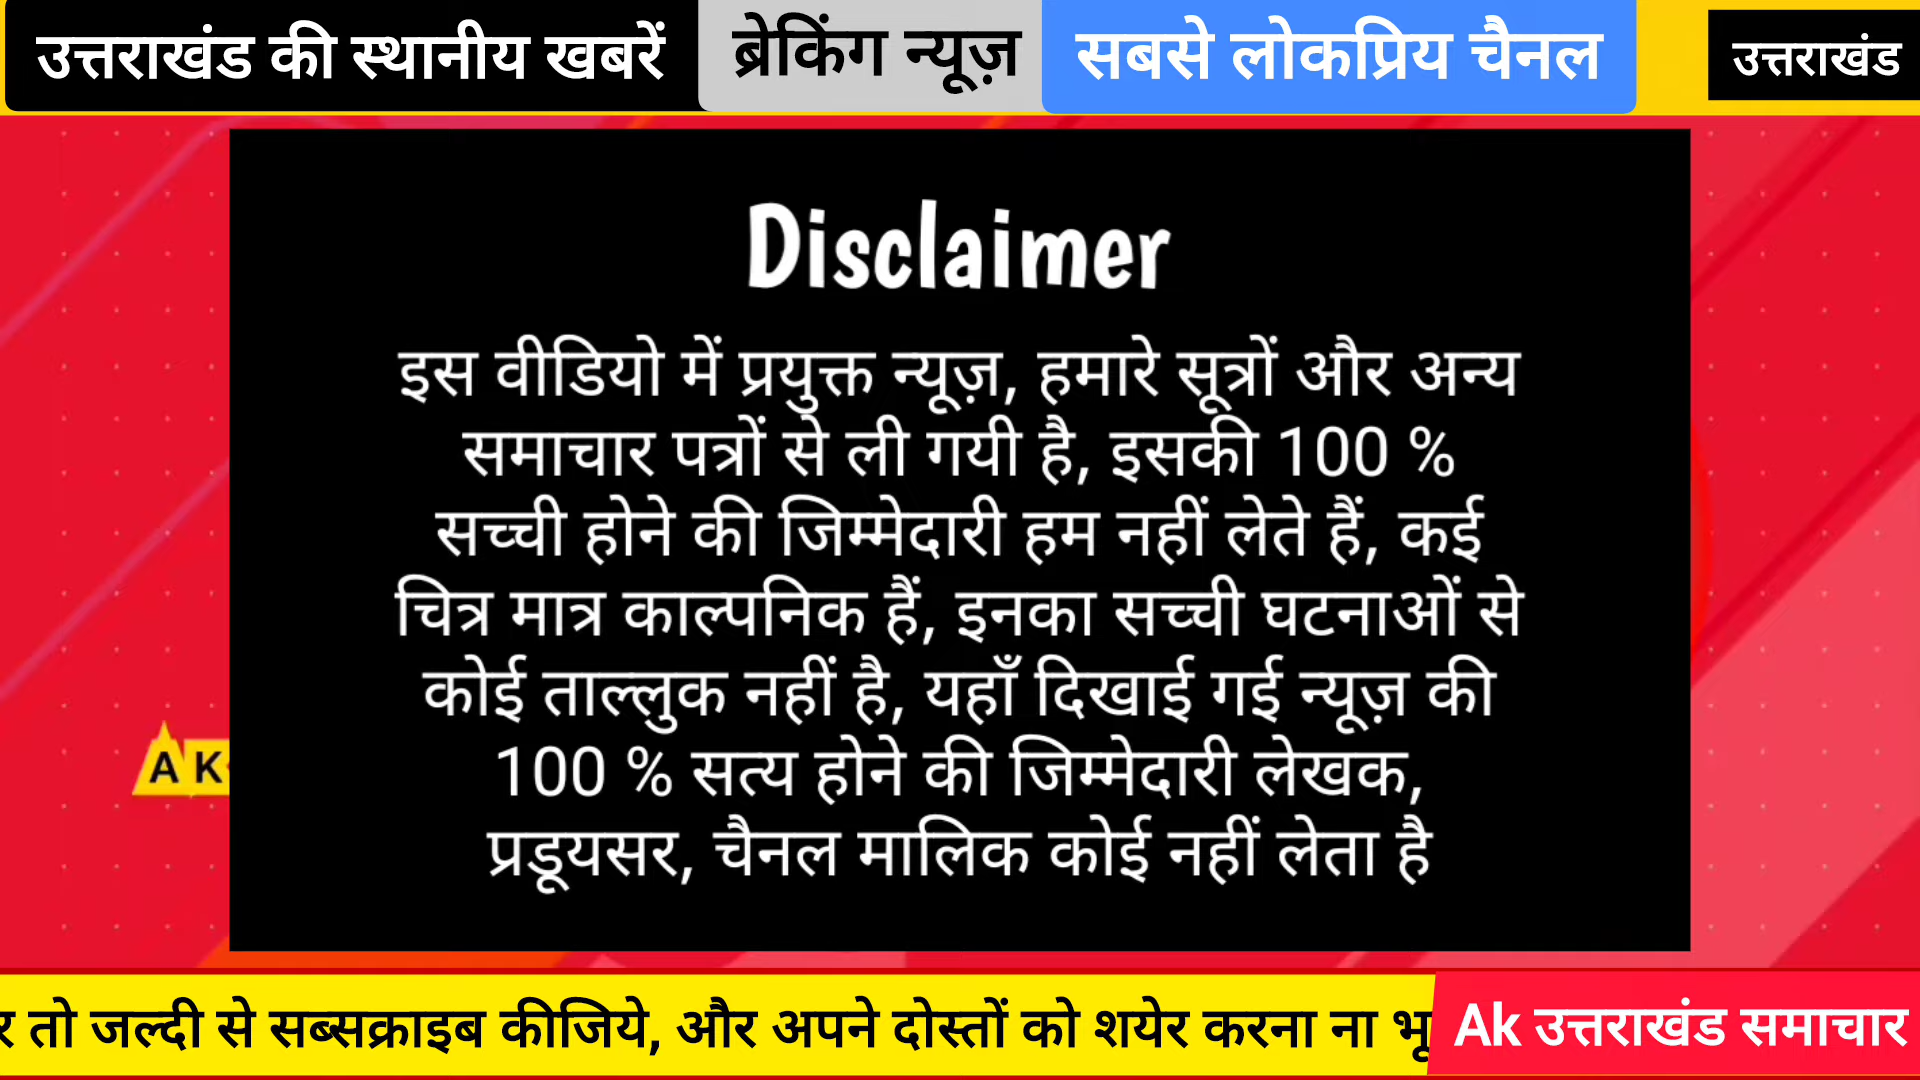 उत्तराखंड की स्थानीय खबरें ब्रेकिंग न्यूज़ सबसे लोकप्रिय चैनल उत्तराखंड
Disclaimer
इस वीडियो में प्रयुक्त न्यूज़, हमारे सूत्रों और अन्य
समाचार पत्रों से ली गयी है, इसकी 100 %
सच्ची होने की जिम्मेदारी हम नहीं लेते हैं, कई
चित्र मात्र काल्पनिक हैं, इनका सच्ची घटनाओं से
कोई ताल्लुक नहीं है, यहाँ दिखाई गई न्यूज़ की
100 % सत्य होने की जिम्मेदारी लेखक,
प्रडूयसर, चैनल मालिक कोई नहीं लेता है
AK
तो जल्दी से सब्सक्राइब कीजिये, और अपने दोस्तों को शयेर करना ना Ak उत्तराखंड समाचार